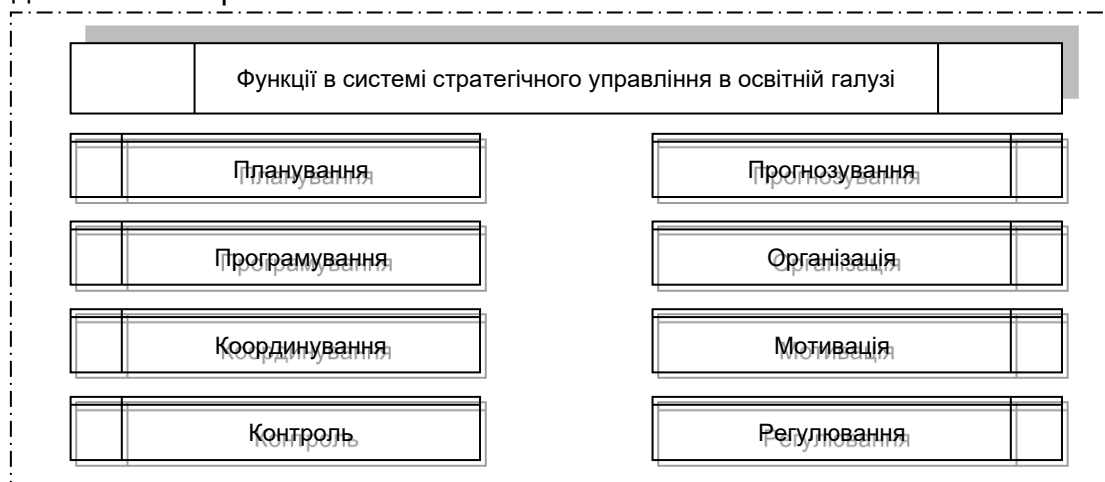 Функції в системі стратегічного управління в освітній галузі
Планування
Прогнозування
Програмування
Організація
Координування
Мотивація
Контроль
Регулювання